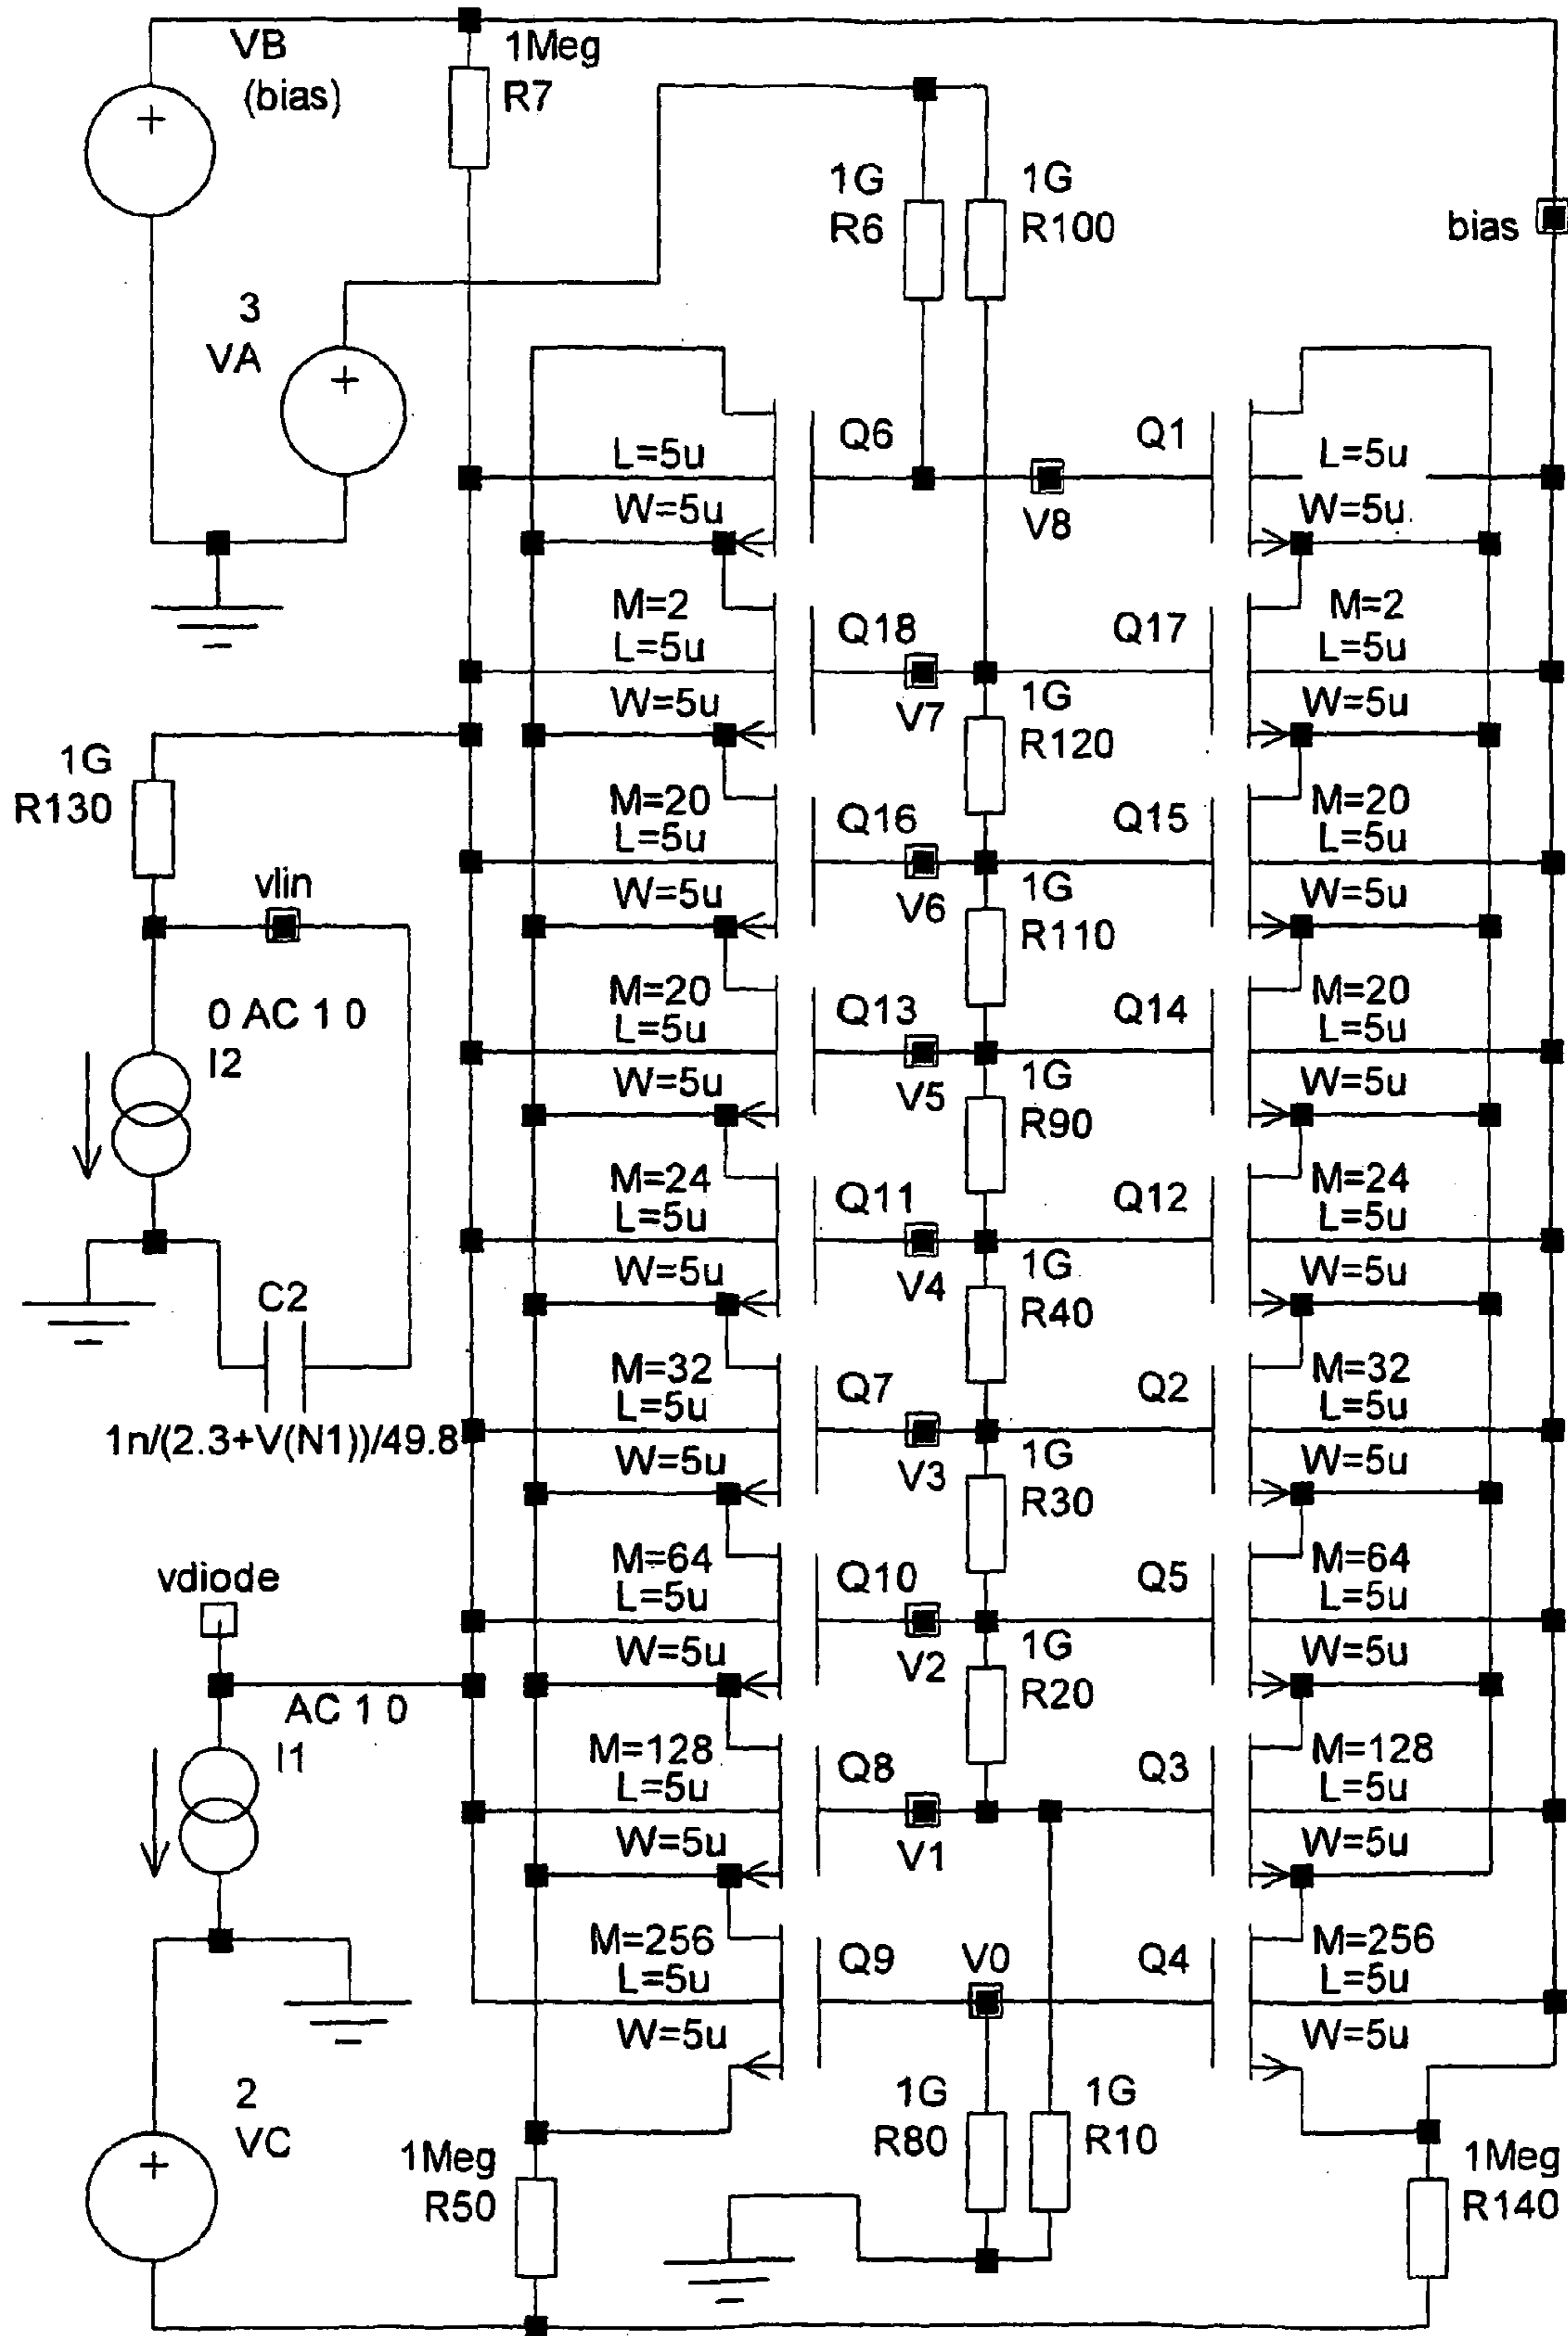 VB
(bias)
1Meg
R7
1G
R6
1G
R100
bias
3
VA
Q6
L=5u
W=5u
V8
Q1
L=5u
W=5u
M=2
L=5u
W=5u
Q18
V7
Q17
M=2
L=5u
W=5u
1G
R120
1G
R130
M=20
L=5u
W=5u
Q16
V6
Q15
M=20
L=5u
W=5u
1G
R110
vlin
0 AC 1 0
I2
M=20
L=5u
W=5u
Q13
V5
Q14
M=20
L=5u
W=5u
1G
R90
M=24
L=5u
W=5u
Q11
V4
Q12
M=24
L=5u
W=5u
1G
R40
C2
1n/(2.3+V(N1))/49.8
M=32
L=5u
W=5u
Q7
V3
Q2
M=32
L=5u
W=5u
1G
R30
vdiode
M=64
L=5u
W=5u
Q10
V2
Q5
M=64
L=5u
W=5u
1G
R20
AC 1 0
I1
M=128
L=5u
W=5u
Q8
V1
Q3
M=128
L=5u
W=5u
M=256
L=5u
W=5u
Q9
V0
Q4
M=256
L=5u
W=5u
2
VC
1Meg
R50
1G
R80
1G
R10
1Meg
R140